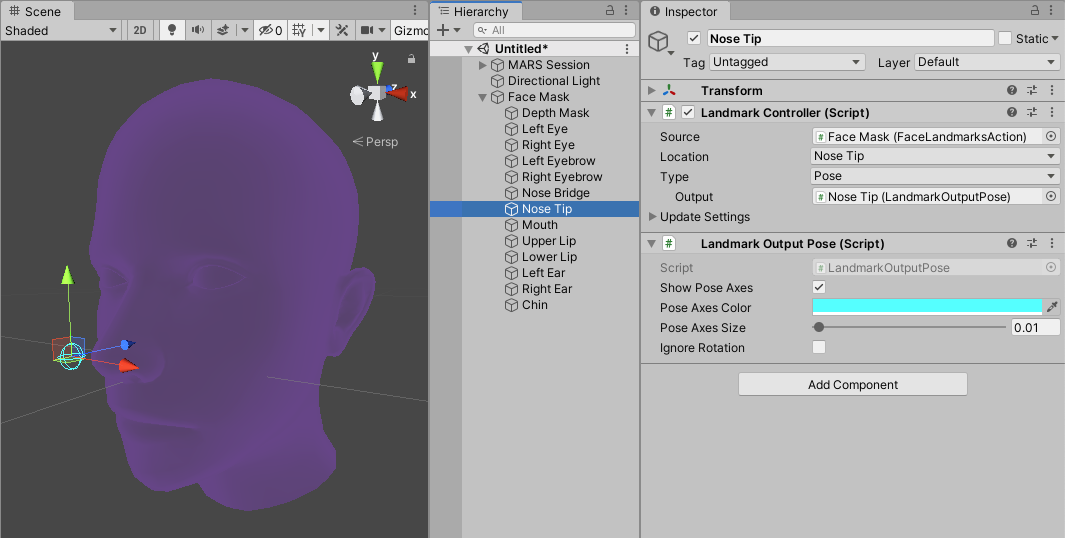 Scene
Shaded
2D
0
Gizmo
y
x
z
Persp
Hierarchy
All
Untitled*
MARS Session
Directional Light
Face Mask
Depth Mask
Left Eye
Right Eye
Left Eyebrow
Right Eyebrow
Nose Bridge
Nose Tip
Mouth
Upper Lip
Lower Lip
Left Ear
Right Ear
Chin
Inspector
Nose Tip
Static
Tag Untagged Layer Default
Transform
# Landmark Controller (Script)
Source # Face Mask (FaceLandmarksAction)
Location Nose Tip
Type Pose
Output # Nose Tip (LandmarkOutputPose)
Update Settings
# Landmark Output Pose (Script)
Script # LandmarkOutputPose
Show Pose Axes
Pose Axes Color
Pose Axes Size 0.01
Ignore Rotation
Add Component